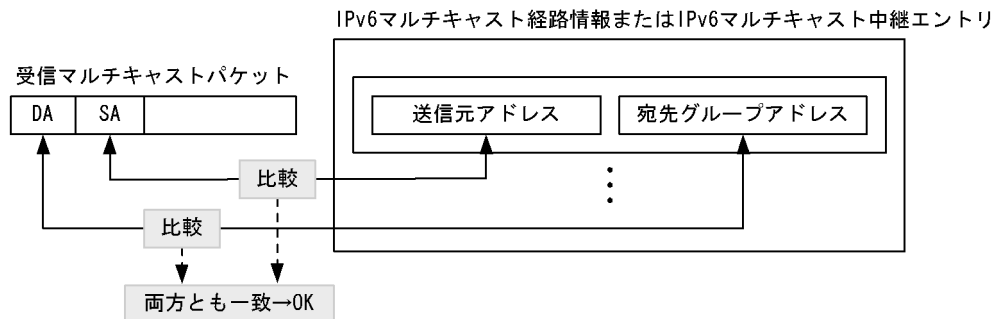 IPv6マルチキャスト経路情報またはIPv6マルチキャスト中継エントリ
受信マルチキャストパケット
DA
SA
送信元アドレス
宛先グループアドレス
比較
比較
両方とも一致→OK